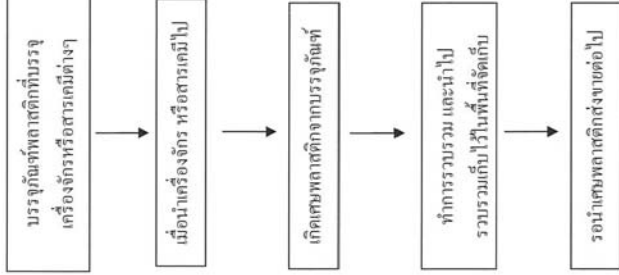 บรรจุภัณฑ์พลาสติกที่บรรจุ
เครื่องจักรหรือสารเคมีต่างๆ
เมื่อนำเครื่องจักร หรือสารเคมีไป
เกิดเศษพลาสติกจากบรรจุภัณฑ์
ทำการรวบรวม และนำไป
รวบรวมเก็บไว้ในพื้นที่จัดเก็บ
รอนำเศษพลาสติกส่งขายต่อไป